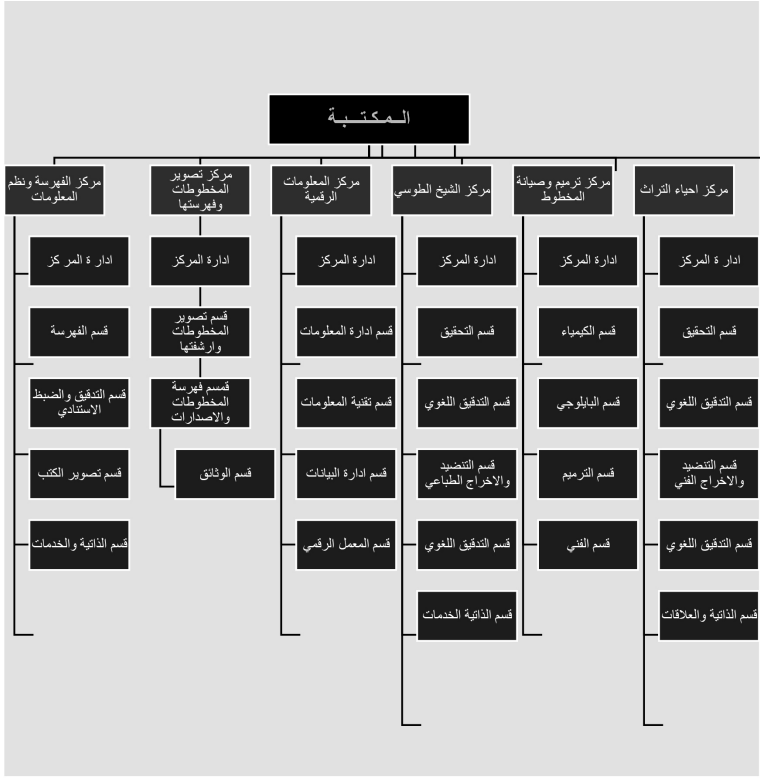 الـمـكـتـبـة
مركز احياء التراث
ادارة المركز
قسم التحقيق
قسم التدقيق اللغوي
قسم التنضيد
والاخراج الفني
قسم التدقيق اللغوي
قسم الذاتية والعلاقات
مركز ترميم وصيانة
المخطوط
ادارة المركز
قسم الكيمياء
قسم البايلوجي
قسم الترميم
قسم الفني
مركز الشيخ الطوسي
ادارة المركز
قسم التحقيق
قسم التدقيق اللغوي
قسم التنضيد
والاخراج الطباعي
قسم التدقيق اللغوي
قسم الذاتية الخدمات
مركز المعلومات
الرقمية
ادارة المركز
قسم ادارة المعلومات
قسم تقنية المعلومات
قسم ادارة البيانات
قسم المعمل الرقمي
مركز تصوير
المخطوطات
وفهرستها
ادارة المركز
قسم تصوير
المخطوطات
وارشفتها
قمسم فهرسة
المخطوطات
والاصدارات
قسم الوثائق
مركز الفهرسة ونظم
المعلومات
ادارة المركز
قسم الفهرسة
قسم التدقيق والضبط
الاستنادي
قسم تصوير الكتب
قسم الذاتية والخدمات